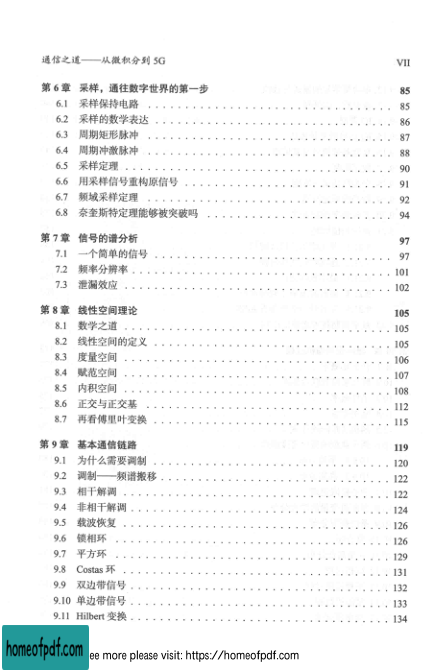 通信之道——从微积分到 5G VII
第 6 章 采样，通往数字世界的第一步 85
6.1 采样保持电路 85
6.2 采样的数学表达 86
6.3 周期矩形脉冲 87
6.4 周期冲激脉冲 88
6.5 采样定理 90
6.6 用采样信号重构原信号 91
6.7 频域采样定理 92
6.8 奈奎斯特定理能够被突破吗 94
第 7 章 信号的谱分析 97
7.1 一个简单的信号 97
7.2 频率分辨率 101
7.3 泄漏效应 102
第 8 章 线性空间理论 105
8.1 数学之道 105
8.2 线性空间的定义 105
8.3 度量空间 106
8.4 赋范空间 107
8.5 内积空间 108
8.6 正交与正交基 112
8.7 再看傅里叶变换 115
第 9 章 基本通信链路 119
9.1 为什么需要调制 120
9.2 调制——频谱搬移 122
9.3 相干解调 122
9.4 非相干解调 124
9.5 载波恢复 126
9.6 锁相环 126
9.7 平方环 129
9.8 Costas 环 131
9.9 双边带信号 132
9.10 单边带信号 133
9.11 Hilbert 变换 134
homeofpdf.com
ee more please visit: https://homeofpdf.com